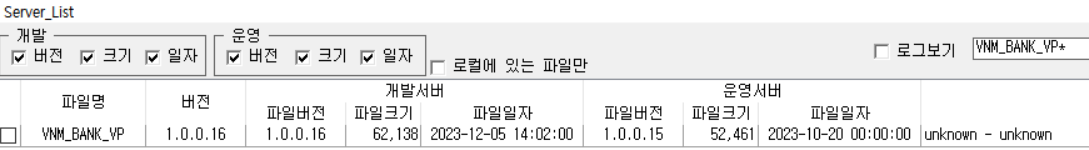 Server_List
개발 운영
버전 크기 일자 버전 크기 일자 로컬에 있는 파일만 로그보기 VNM_BANK_VP*
파일명 버전 개발서버 운영서버
파일버전 파일크기 파일일자 파일버전 파일크기 파일일자
VNM_BANK_VP 1.0.0.16 1.0.0.16 62,138 2023-12-05 14:02:00 1.0.0.15 52,461 2023-10-20 00:00:00 unknown - unknown